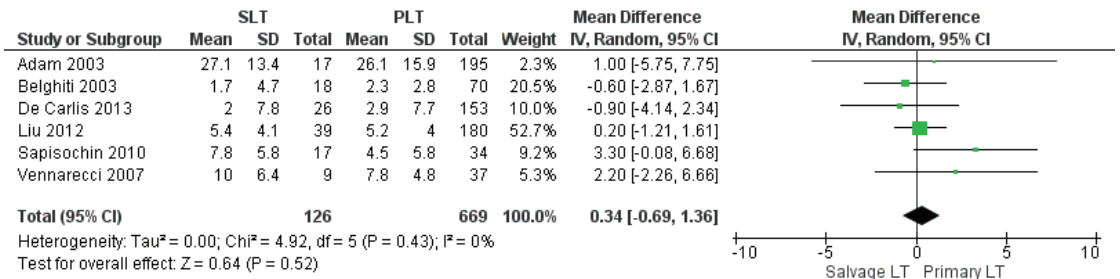 SLT PLT Mean Difference Mean Difference
Study or Subgroup Mean SD Total Mean SD Total Weight IV, Random, 95% CI IV, Random, 95% CI
Adam 2003 27.1 13.4 17 26.1 15.9 195 2.3% 1.00 [-5.75, 7.75]
Belghiti 2003 1.7 4.7 18 2.3 2.8 70 20.5% -0.60 [-2.87, 1.67]
De Carlis 2013 2 7.8 26 2.9 7.7 153 10.0% -0.90 [-4.14, 2.34]
Liu 2012 5.4 4.1 39 5.2 4 180 52.7% 0.20 [-1.21, 1.61]
Sapisochin 2010 7.8 5.8 17 4.5 5.8 34 9.2% 3.30 [-0.08, 6.68]
Vennarecci 2007 10 6.4 9 7.8 4.8 37 5.3% 2.20 [-2.26, 6.66]
Total (95% CI) 126 669 100.0% 0.34 [-0.69, 1.36]
Heterogeneity: Tau² = 0.00; Chi² = 4.92, df = 5 (P = 0.43); I² = 0%
Test for overall effect: Z = 0.64 (P = 0.52)
-10 -5 0 5 10
Salvage LT Primary LT